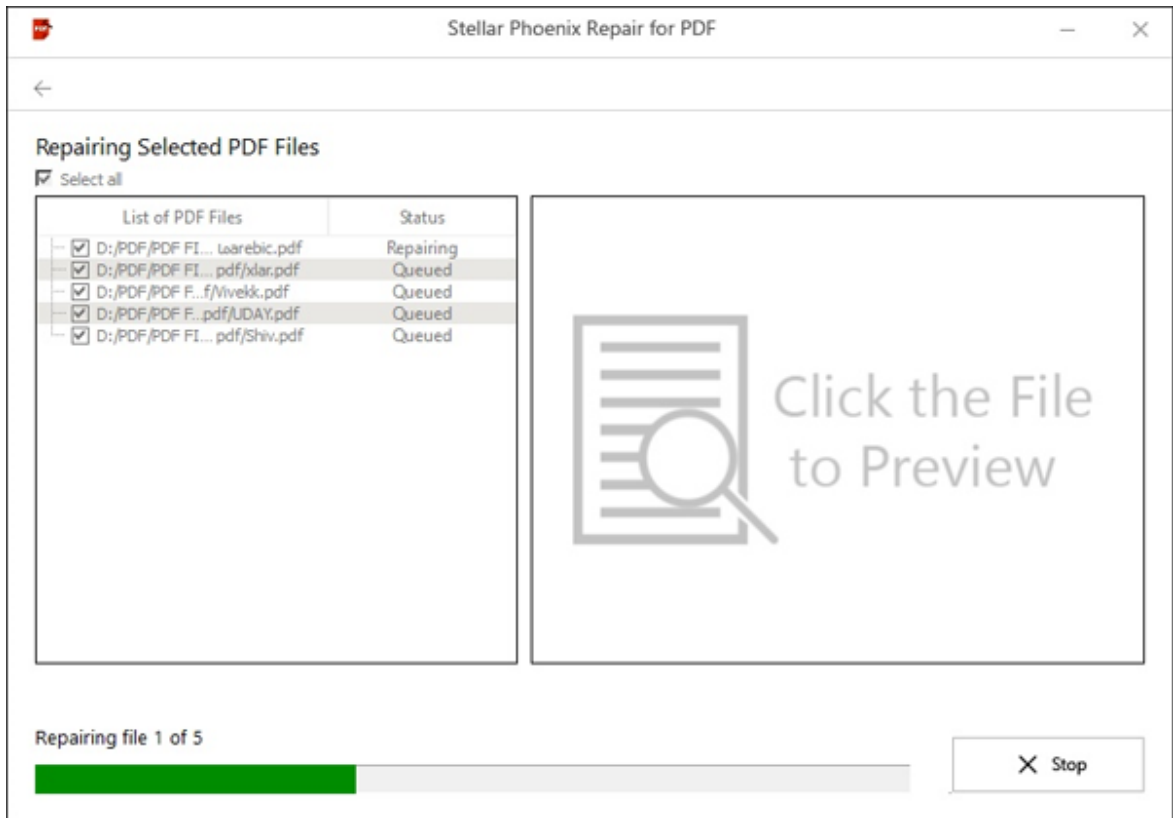 Stellar Phoenix Repair for PDF
Repairing Selected PDF Files
Select all
List of PDF Files Status
D:/PDF/PDF FI... رarebic.pdf Repairing
D:/PDF/PDF FI... pdf/xlar.pdf Queued
D:/PDF/PDF F...f/Vivekk.pdf Queued
D:/PDF/PDF F...pdf/UDAY.pdf Queued
D:/PDF/PDF FI... pdf/Shiv.pdf Queued
Click the File
to Preview
Repairing file 1 of 5
Stop